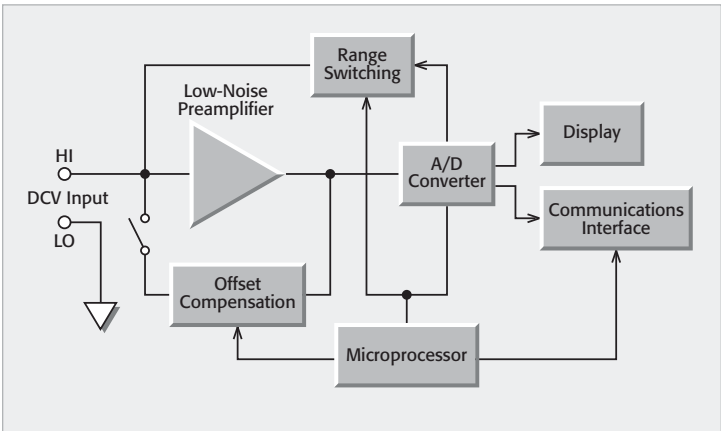 Range
Switching
Low-Noise
Preamplifier
Display
HI
A/D
Converter
DCV Input
Communications
Interface
LO
Offset
Compensation
Microprocessor